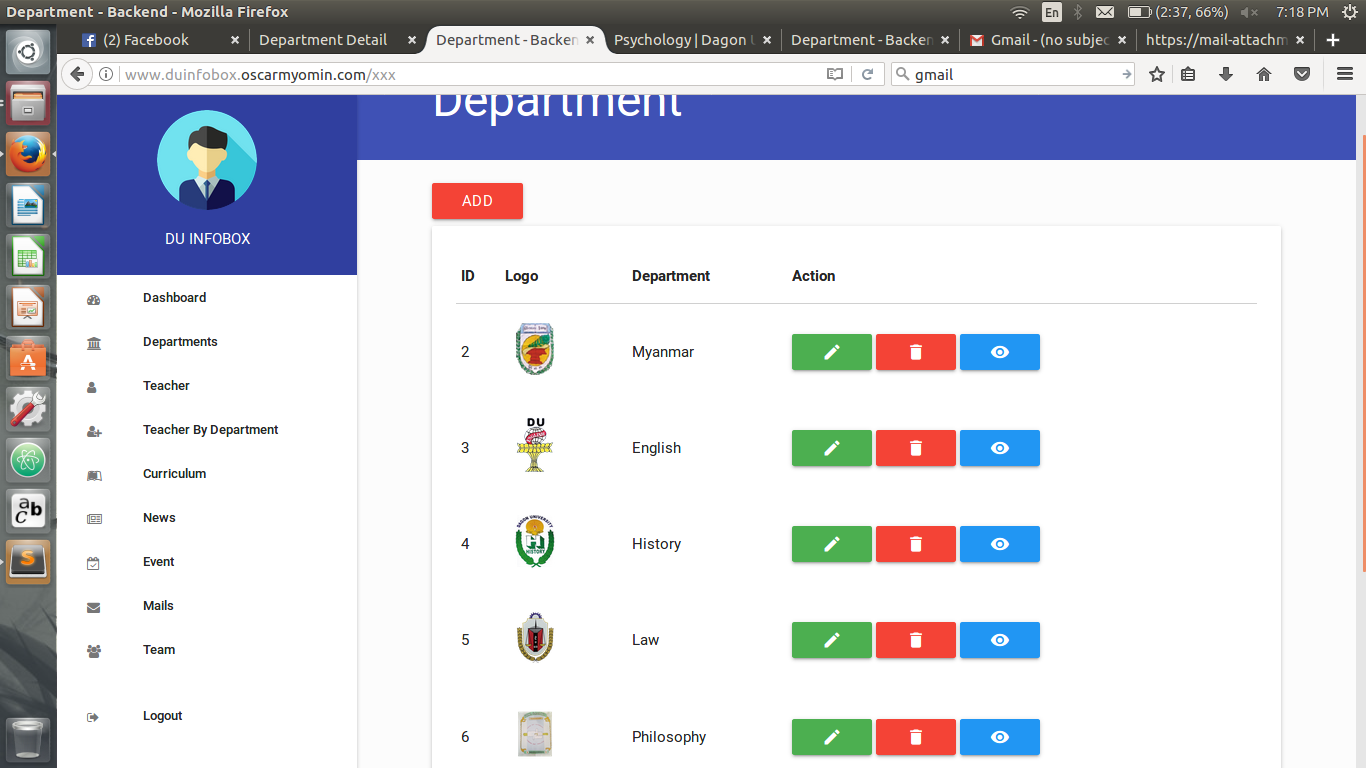 Department - Backend - Mozilla Firefox
En
(2:37, 66%)
7:18 PM
(2) Facebook
Department Detail
Department - Backen
Psychology | Dagon U
Department - Backen
Gmail - (no subjec
https://mail-attachm
www.duinfobox.oscarmyomin.com/xxx
gmail
Department
DU INFOBOX
Dashboard
Departments
Teacher
Teacher By Department
Curriculum
News
Event
Mails
Team
Logout
ADD
ID Logo Department Action
2 Myanmar
DU
3 English
DAGON UNIVERSITY
HISTORY
4 History
5 Law
6 Philosophy